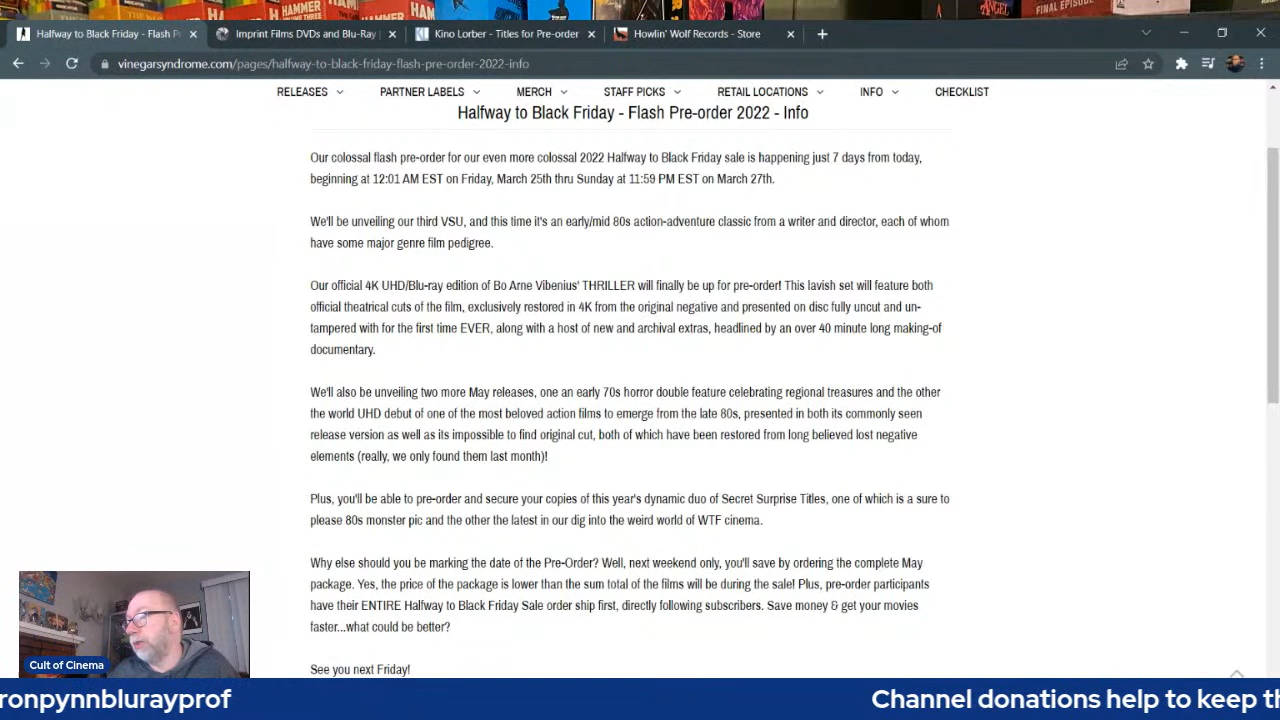 HAMMER
HAMMER
HAMMER
ANGEL
FINAL EPISODE
Halfway to Black Friday - Flash P
Imprint Films DVDs and Blu-Ray
Kino Lorber - Titles for Pre-order
Howlin' Wolf Records - Store
vinegarsyndrome.com/pages/halfway-to-black-friday-flash-pre-order-2022-info
RELEASES PARTNER LABELS MERCH STAFF PICKS RETAIL LOCATIONS INFO CHECKLIST
Halfway to Black Friday - Flash Pre-order 2022 - Info
Our colossal flash pre-order for our even more colossal 2022 Halfway to Black Friday sale is happening just 7 days from today,
beginning at 12:01 AM EST on Friday, March 25th thru Sunday at 11:59 PM EST on March 27th.
We'll be unveiling our third VSU, and this time it's an early/mid 80s action-adventure classic from a writer and director, each of whom
have some major genre film pedigree.
Our official 4K UHD/Blu-ray edition of Bo Arne Vibenius' THRILLER will finally be up for pre-order! This lavish set will feature both
official theatrical cuts of the film, exclusively restored in 4K from the original negative and presented on disc fully uncut and un-
tampered with for the first time EVER, along with a host of new and archival extras, headlined by an over 40 minute long making-of
documentary.
We'll also be unveiling two more May releases, one an early 70s horror double feature celebrating regional treasures and the other
the world UHD debut of one of the most beloved action films to emerge from the late 80s, presented in both its commonly seen
release version as well as its impossible to find original cut, both of which have been restored from long believed lost negative
elements (really, we only found them last month)!
Plus, you'll be able to pre-order and secure your copies of this year's dynamic duo of Secret Surprise Titles, one of which is a sure to
please 80s monster pic and the other the latest in our dig into the weird world of WTF cinema.
Why else should you be marking the date of the Pre-Order? Well, next weekend only, you'll save by ordering the complete May
package. Yes, the price of the package is lower than the sum total of the films will be during the sale! Plus, pre-order participants
have their ENTIRE Halfway to Black Friday Sale order ship first, directly following subscribers. Save money & get your movies
faster...what could be better?
See you next Friday!
Cult of Cinema
ronpynnblurayprof
Channel donations help to keep th